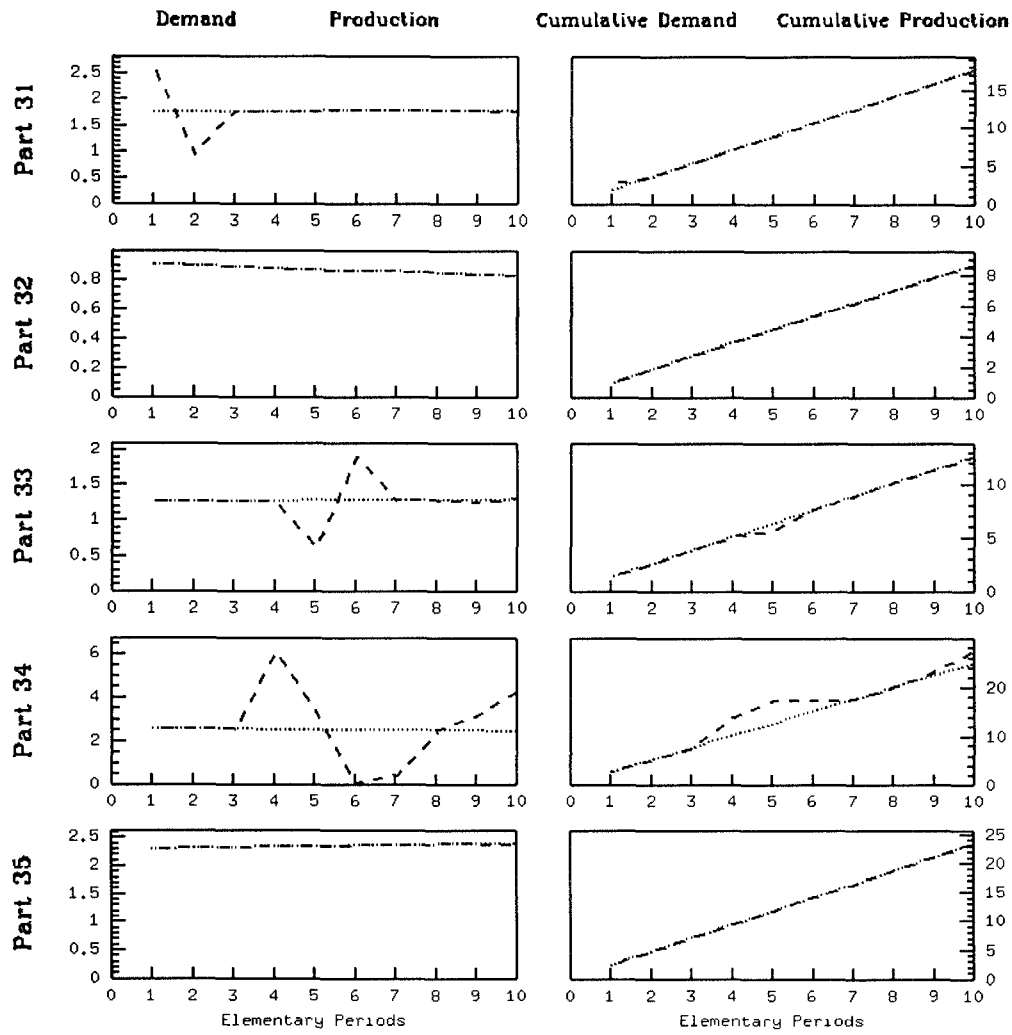 Demand Production Cumulative Demand Cumulative Production
Part 31
2.5
2
1.5
1
0.5
0
0 1 2 3 4 5 6 7 8 9 10
15
10
5
0
0 1 2 3 4 5 6 7 8 9 10
Part 32
0.8
0.6
0.4
0.2
0
0 1 2 3 4 5 6 7 8 9 10
8
6
4
2
0
0 1 2 3 4 5 6 7 8 9 10
Part 33
2
1.5
1
0.5
0
0 1 2 3 4 5 6 7 8 9 10
10
5
0
0 1 2 3 4 5 6 7 8 9 10
Part 34
6
4
2
0
0 1 2 3 4 5 6 7 8 9 10
20
10
0
0 1 2 3 4 5 6 7 8 9 10
Part 35
2.5
2
1.5
1
0.5
0
0 1 2 3 4 5 6 7 8 9 10
Elementary Periods
25
20
15
10
5
0
0 1 2 3 4 5 6 7 8 9 10
Elementary Periods